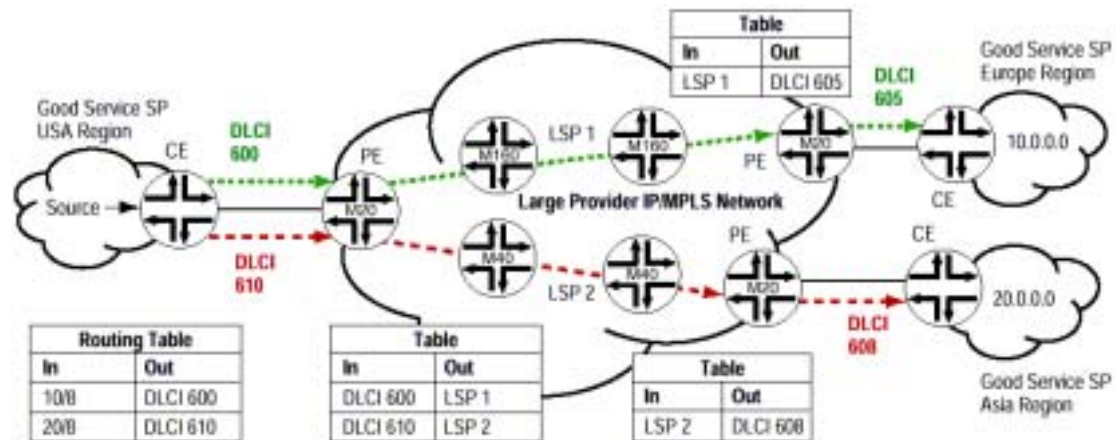 Table
In Out
LSP 1 DLCI 605
Good Service SP
Europe Region
DLCI
605
Good Service SP
USA Region
CE
DLCI
600
PE
LSP 1
M160
M160
M20
PE
10.0.0.0
CE
Source
M20
Large Provider IP/MPLS Network
DLCI
610
M40
M40
LSP 2
PE
M20
CE
20.0.0.0
DLCI
608
Good Service SP
Asia Region
Routing Table
In Out
10/8 DLCI 600
20/8 DLCI 610
Table
In Out
DLCI 600 LSP 1
DLCI 610 LSP 2
Table
In Out
LSP 2 DLCI 608